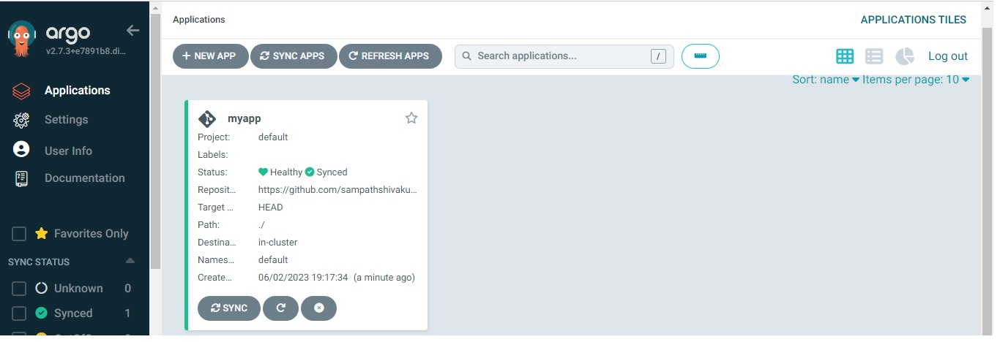 argo
v2.7.3+e7891b8.di...
Applications
Settings
User Info
Documentation
Favorites Only
SYNC STATUS
Unknown 0
Synced 1
Applications
APPLICATIONS TILES
NEW APP
SYNC APPS
REFRESH APPS
Search applications...
/
Log out
Sort: name
Items per page: 10
myapp
Project: default
Labels:
Status: Healthy Synced
Reposit... https://github.com/sampathshivaku...
Target ... HEAD
Path: ./
Destina... in-cluster
Names... default
Create... 06/02/2023 19:17:34 (a minute ago)
SYNC